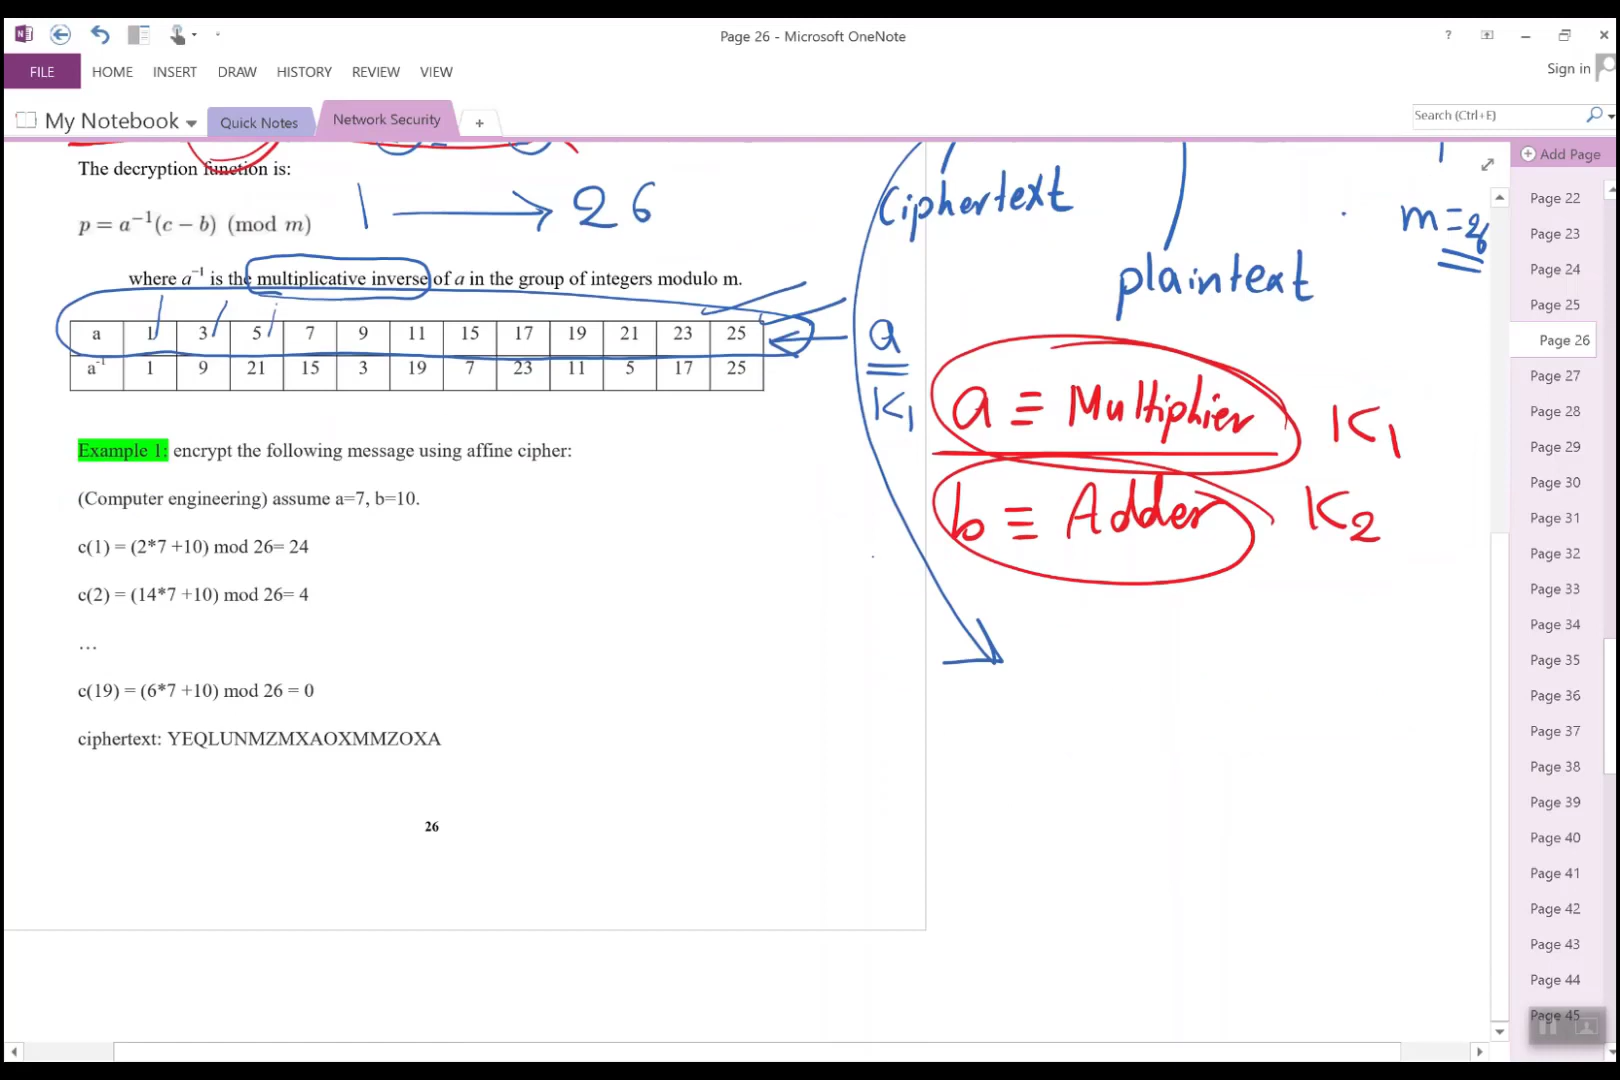 Page 26 - Microsoft OneNote
?
FILE HOME INSERT DRAW HISTORY REVIEW VIEW
Sign in
My Notebook Quick Notes Network Security +
Search (Ctrl+E)
Add Page
The decryption function is:
1 → 26
p = a⁻¹(c − b) (mod m)
where a⁻¹ is the multiplicative inverse of a in the group of integers modulo m.
a 1 3 5 7 9 11 15 17 19 21 23 25
a⁻¹ 1 9 21 15 3 19 7 23 11 5 17 25
Example 1: encrypt the following message using affine cipher:
(Computer engineering) assume a=7, b=10.
c(1) = (2*7 +10) mod 26= 24
c(2) = (14*7 +10) mod 26= 4
…
c(19) = (6*7 +10) mod 26 = 0
ciphertext: YEQLUNMZMXAOXMMZOXA
26
ciphertext
plaintext
m=26
a
K1
a ≡ Multiplier K1
b ≡ Adder K2
Page 22
Page 23
Page 24
Page 25
Page 26
Page 27
Page 28
Page 29
Page 30
Page 31
Page 32
Page 33
Page 34
Page 35
Page 36
Page 37
Page 38
Page 39
Page 40
Page 41
Page 42
Page 43
Page 44
Page 45